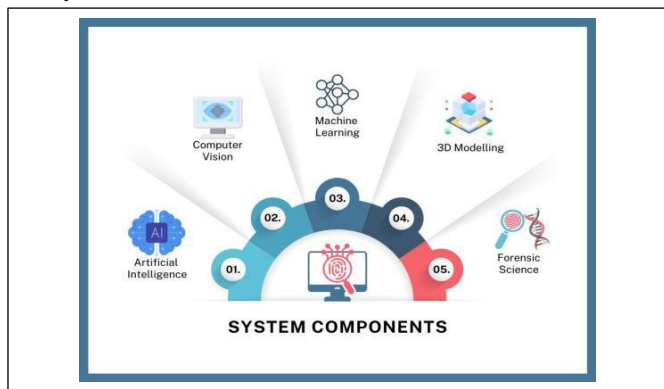 01.
Artificial
Intelligence
AI
02.
Computer
Vision
03.
Machine
Learning
04.
3D Modelling
05.
Forensic
Science
SYSTEM COMPONENTS